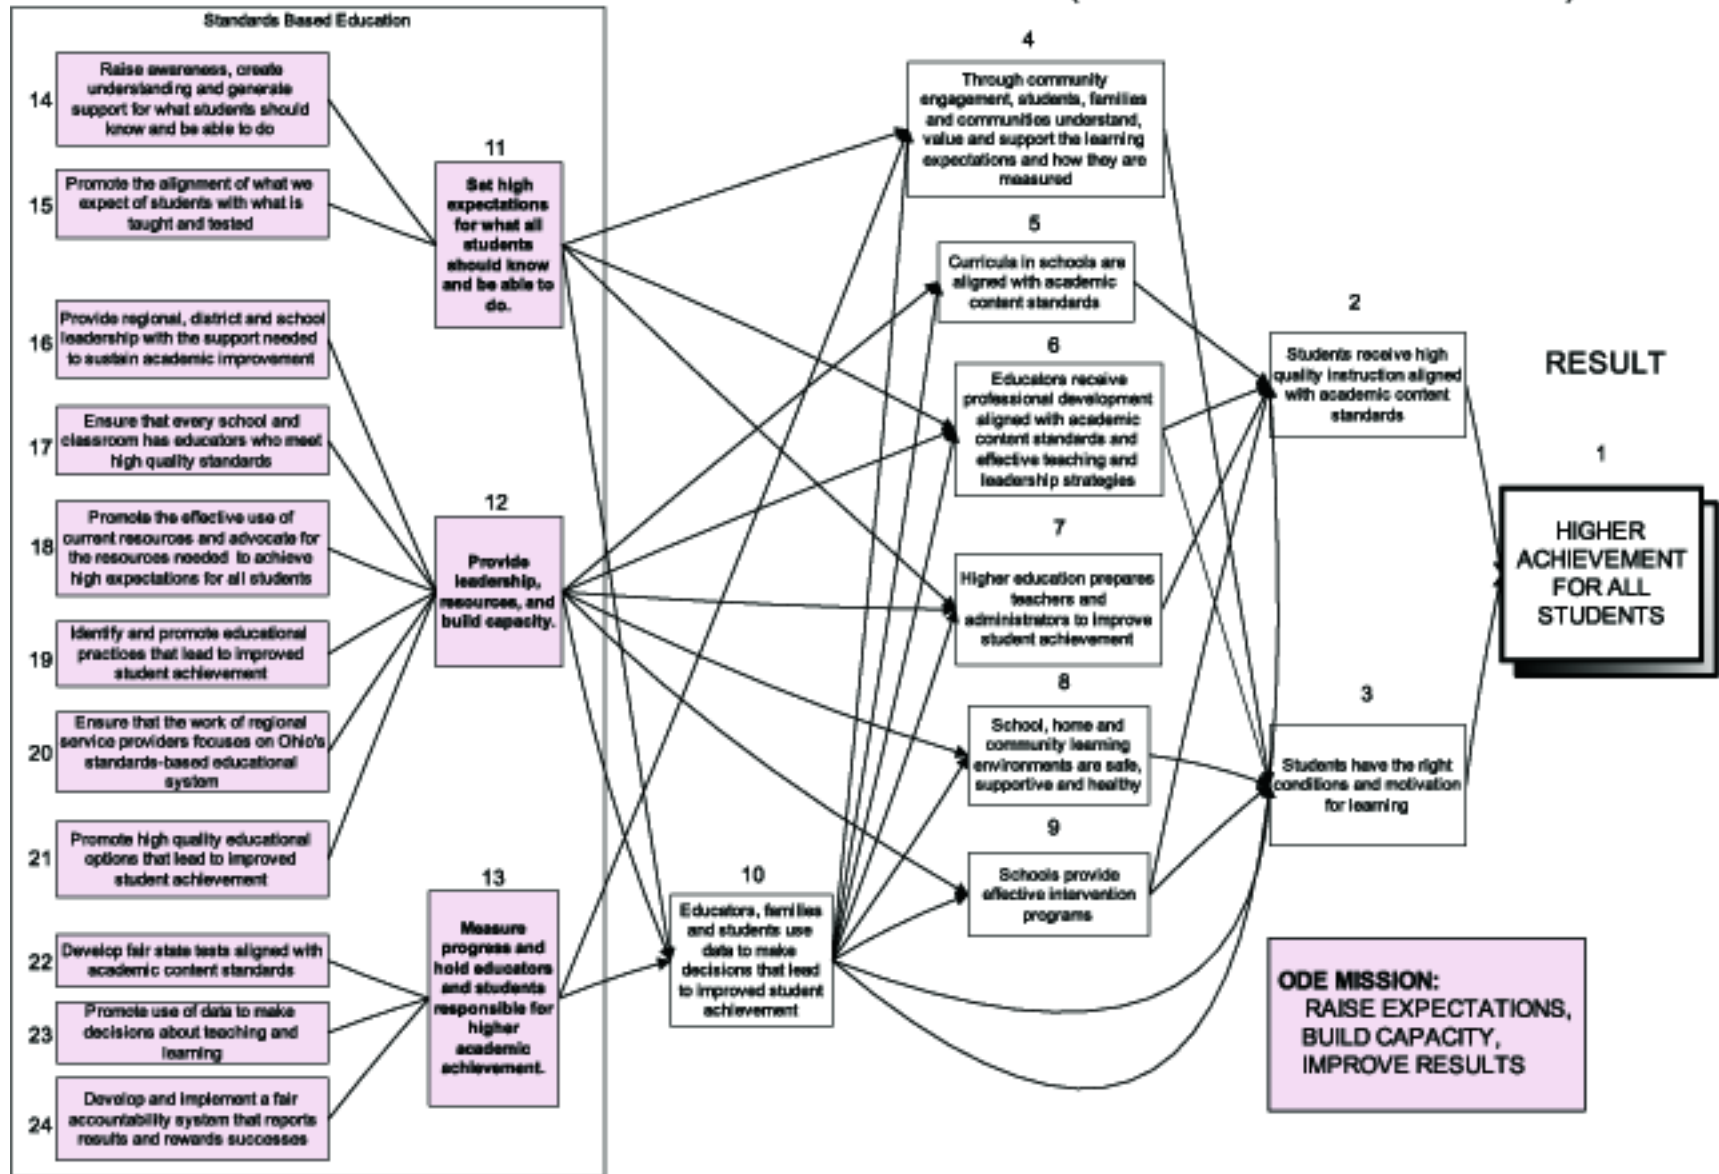 Standards Based Education
14
Raise awareness, create
understanding and generate
support for what students should
know and be able to do
15
Promote the alignment of what we
expect of students with what is
taught and tested
16
Provide regional, district and school
leadership with the support needed
to sustain academic improvement
17
Ensure that every school and
classroom has educators who meet
high quality standards
18
Promote the effective use of
current resources and advocate for
the resources needed to achieve
high expectations for all students
19
Identify and promote educational
practices that lead to improved
student achievement
20
Ensure that the work of regional
service providers focuses on Ohio's
standards-based educational
system
21
Promote high quality educational
options that lead to improved
student achievement
22
Develop fair state tests aligned with
academic content standards
23
Promote use of data to make
decisions about teaching and
learning
24
Develop and implement a fair
accountability system that reports
results and rewards successes
11
Set high
expectations
for what all
students
should know
and be able to
do.
12
Provide
leadership,
resources, and
build capacity.
13
Measure
progress and
hold educators
and students
responsible for
higher
academic
achievement.
10
Educators, families
and students use
data to make
decisions that lead
to improved student
achievement
4
Through community
engagement, students, families
and communities understand,
value and support the learning
expectations and how they are
measured
5
Curricula in schools are
aligned with academic
content standards
6
Educators receive
professional development
aligned with academic
content standards and
effective teaching and
leadership strategies
7
Higher education prepares
teachers and
administrators to improve
student achievement
8
School, home and
community learning
environments are safe,
supportive and healthy
9
Schools provide
effective intervention
programs
2
Students receive high
quality instruction aligned
with academic content
standards
3
Students have the right
conditions and motivation
for learning
RESULT
1
HIGHER
ACHIEVEMENT
FOR ALL
STUDENTS
ODE MISSION:
RAISE EXPECTATIONS,
BUILD CAPACITY,
IMPROVE RESULTS